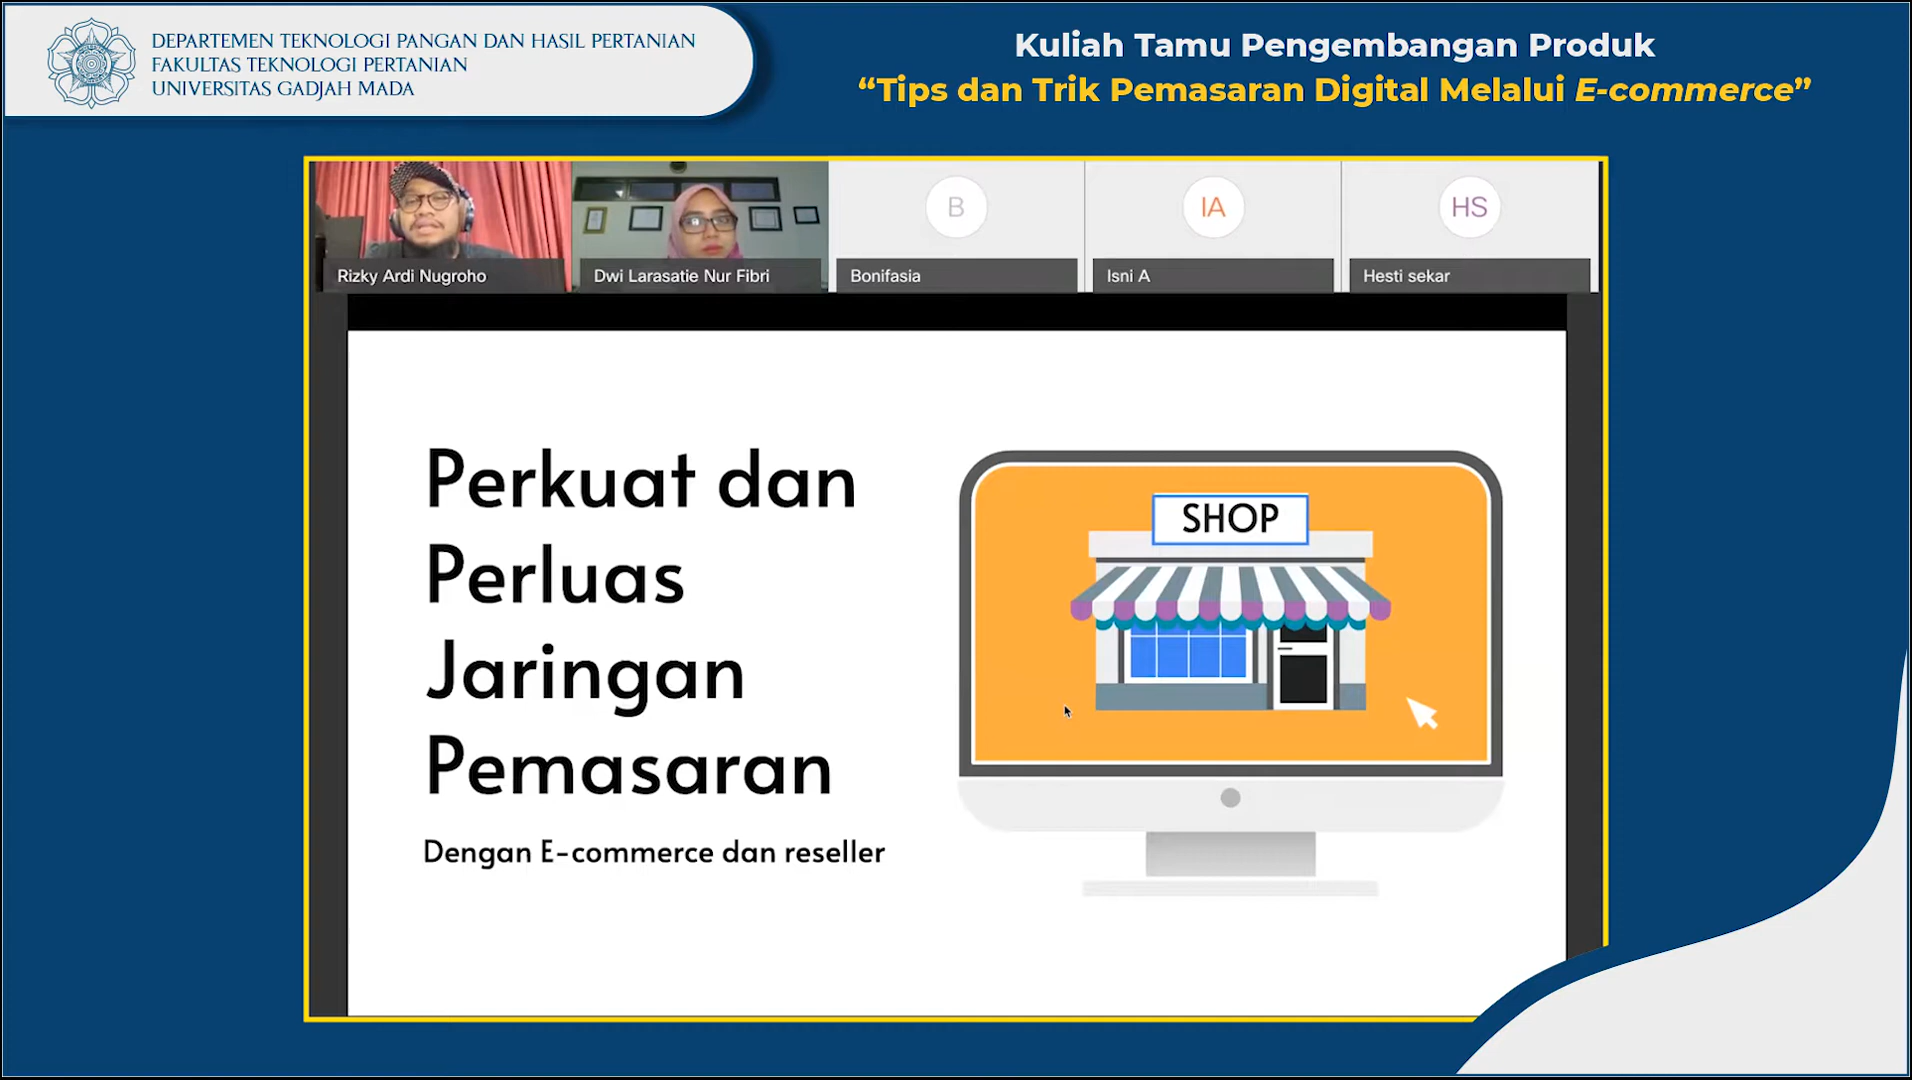 DEPARTEMEN TEKNOLOGI PANGAN DAN HASIL PERTANIAN
FAKULTAS TEKNOLOGI PERTANIAN
UNIVERSITAS GADJAH MADA
Kuliah Tamu Pengembangan Produk
“Tips dan Trik Pemasaran Digital Melalui E-commerce”
B
IA
HS
Rizky Ardi Nugroho
Dwi Larasatie Nur Fibri
Bonifasia
Isni A
Hesti sekar
Perkuat dan
Perluas
Jaringan
Pemasaran
Dengan E-commerce dan reseller
SHOP